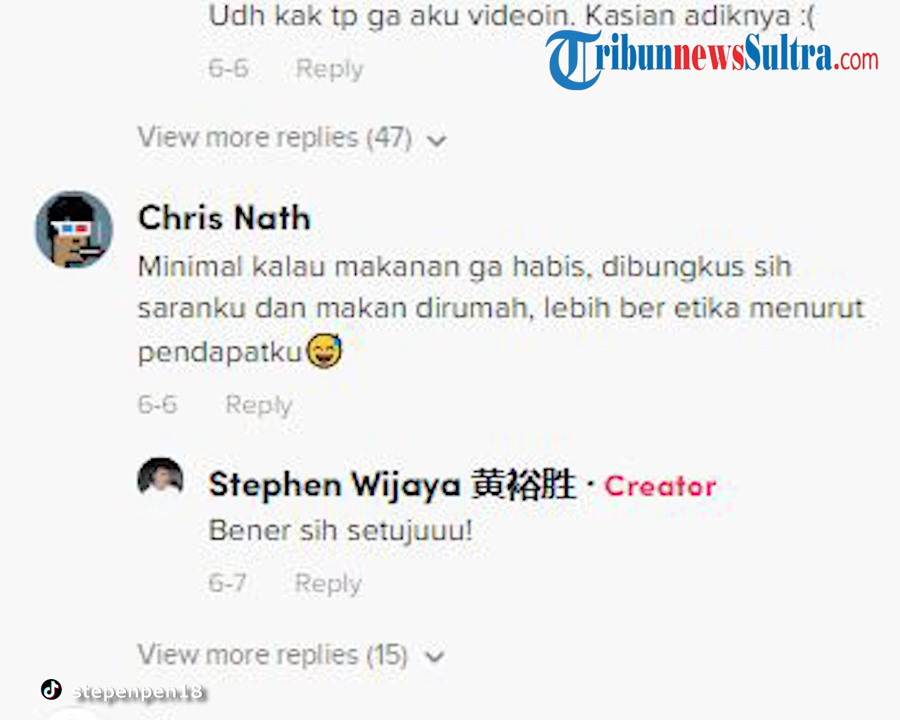 Udh kak tp ga aku videoin. Kasian adiknya :(
TribunnewsSultra.com
6-6 Reply
View more replies (47)
Chris Nath
Minimal kalau makanan ga habis, dibungkus sih
saranku dan makan dirumah, lebih ber etika menurut
pendapatku😅
6-6 Reply
Stephen Wijaya 黄裕胜 · Creator
Bener sih setujuuu!
6-7 Reply
View more replies (15)
stepenpen18